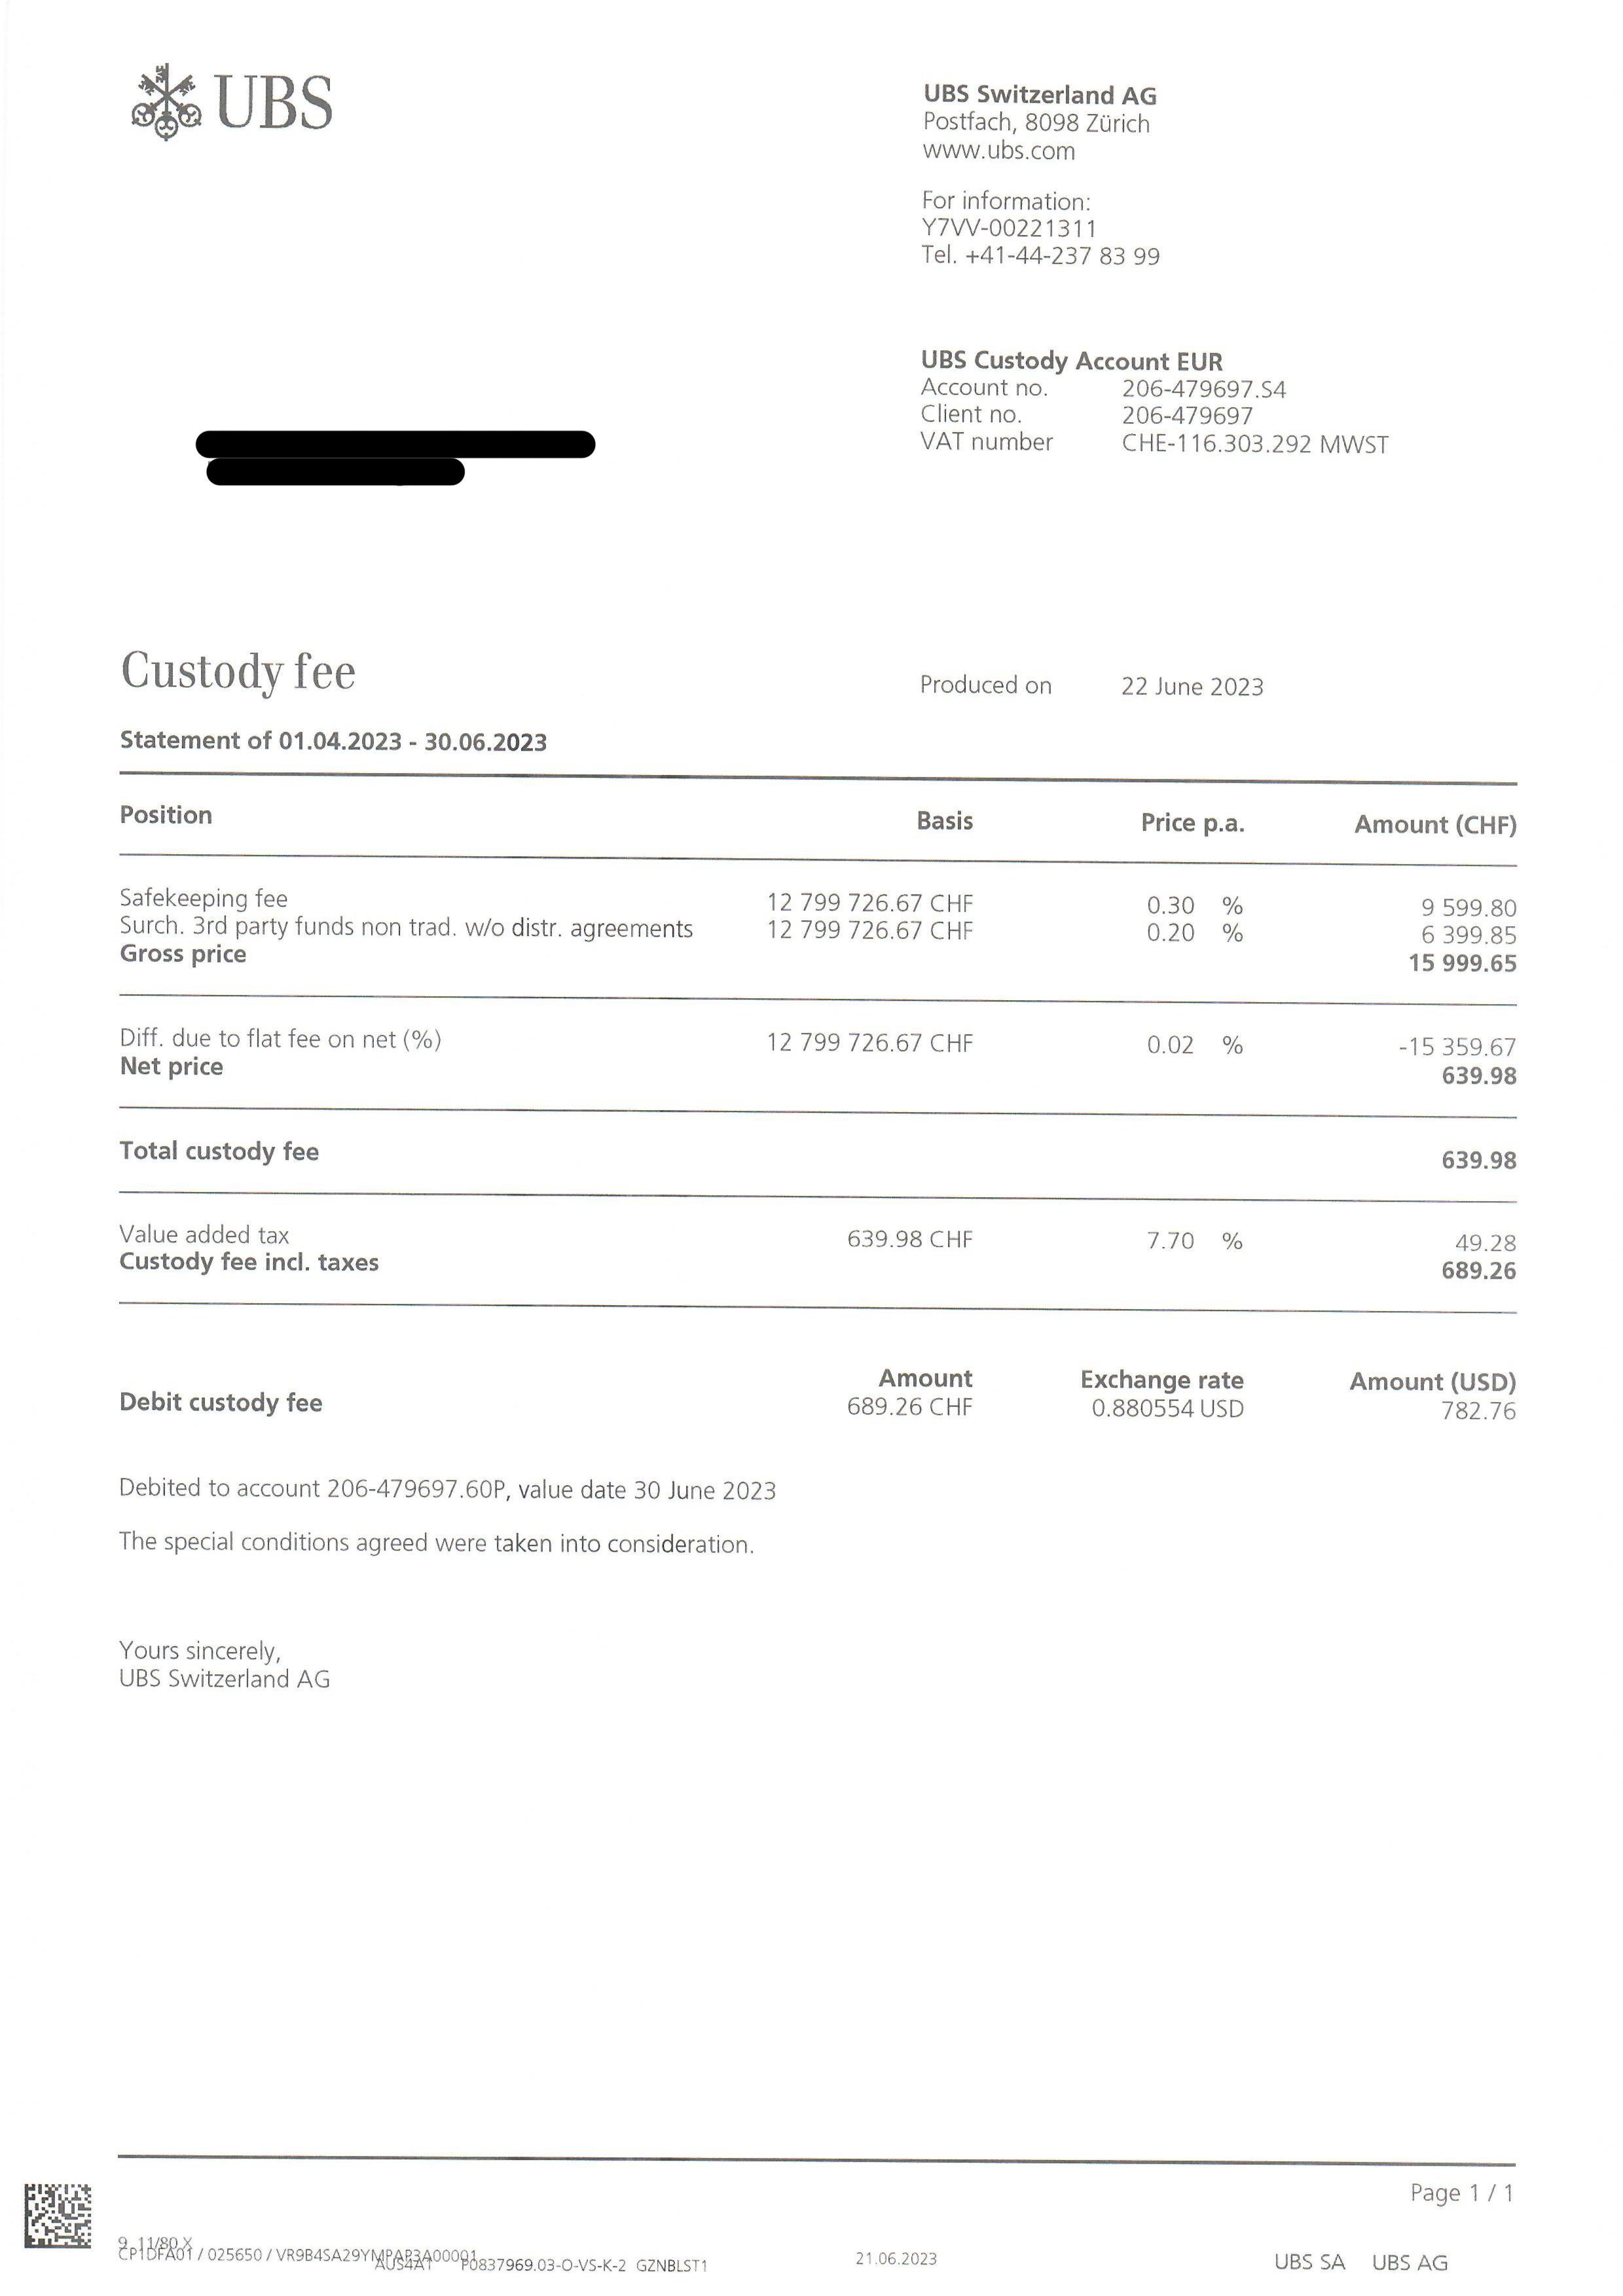 UBS
UBS Switzerland AG
Postfach, 8098 Zürich
www.ubs.com
For information:
Y7VV-00221311
Tel. +41-44-237 83 99
UBS Custody Account EUR
Account no. 206-479697.S4
Client no. 206-479697
VAT number CHE-116.303.292 MWST
Custody fee
Produced on 22 June 2023
Statement of 01.04.2023 - 30.06.2023
Position Basis Price p.a. Amount (CHF)
Safekeeping fee 12 799 726.67 CHF 0.30 % 9 599.80
Surch. 3rd party funds non trad. w/o distr. agreements 12 799 726.67 CHF 0.20 % 6 399.85
Gross price 15 999.65
Diff. due to flat fee on net (%) 12 799 726.67 CHF 0.02 % -15 359.67
Net price 639.98
Total custody fee 639.98
Value added tax 639.98 CHF 7.70 % 49.28
Custody fee incl. taxes 689.26
Amount Exchange rate Amount (USD)
Debit custody fee 689.26 CHF 0.880554 USD 782.76
Debited to account 206-479697.60P, value date 30 June 2023
The special conditions agreed were taken into consideration.
Yours sincerely,
UBS Switzerland AG
Page 1 / 1
9 11/80 X
CP1DFA01 / 025650 / VR9B4SA29YMPAP3A00001
AUS4A1 P0837969.03-O-VS-K-2 GZNBLST1
21.06.2023
UBS SA UBS AG